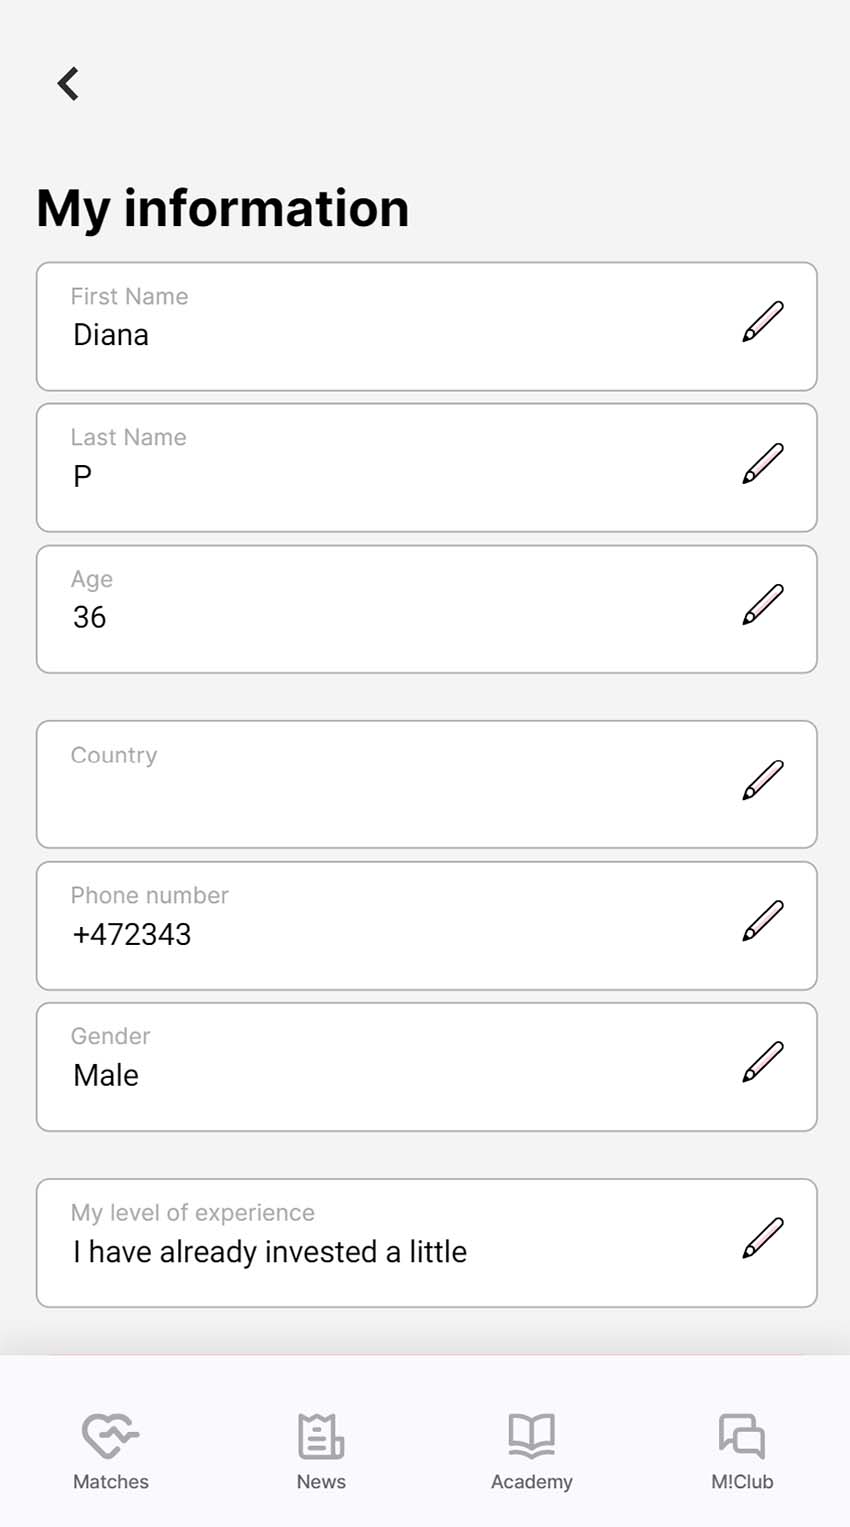 My information
First Name
Diana
Last Name
P
Age
36
Country
Phone number
+472343
Gender
Male
My level of experience
I have already invested a little
Matches
News
Academy
M!Club